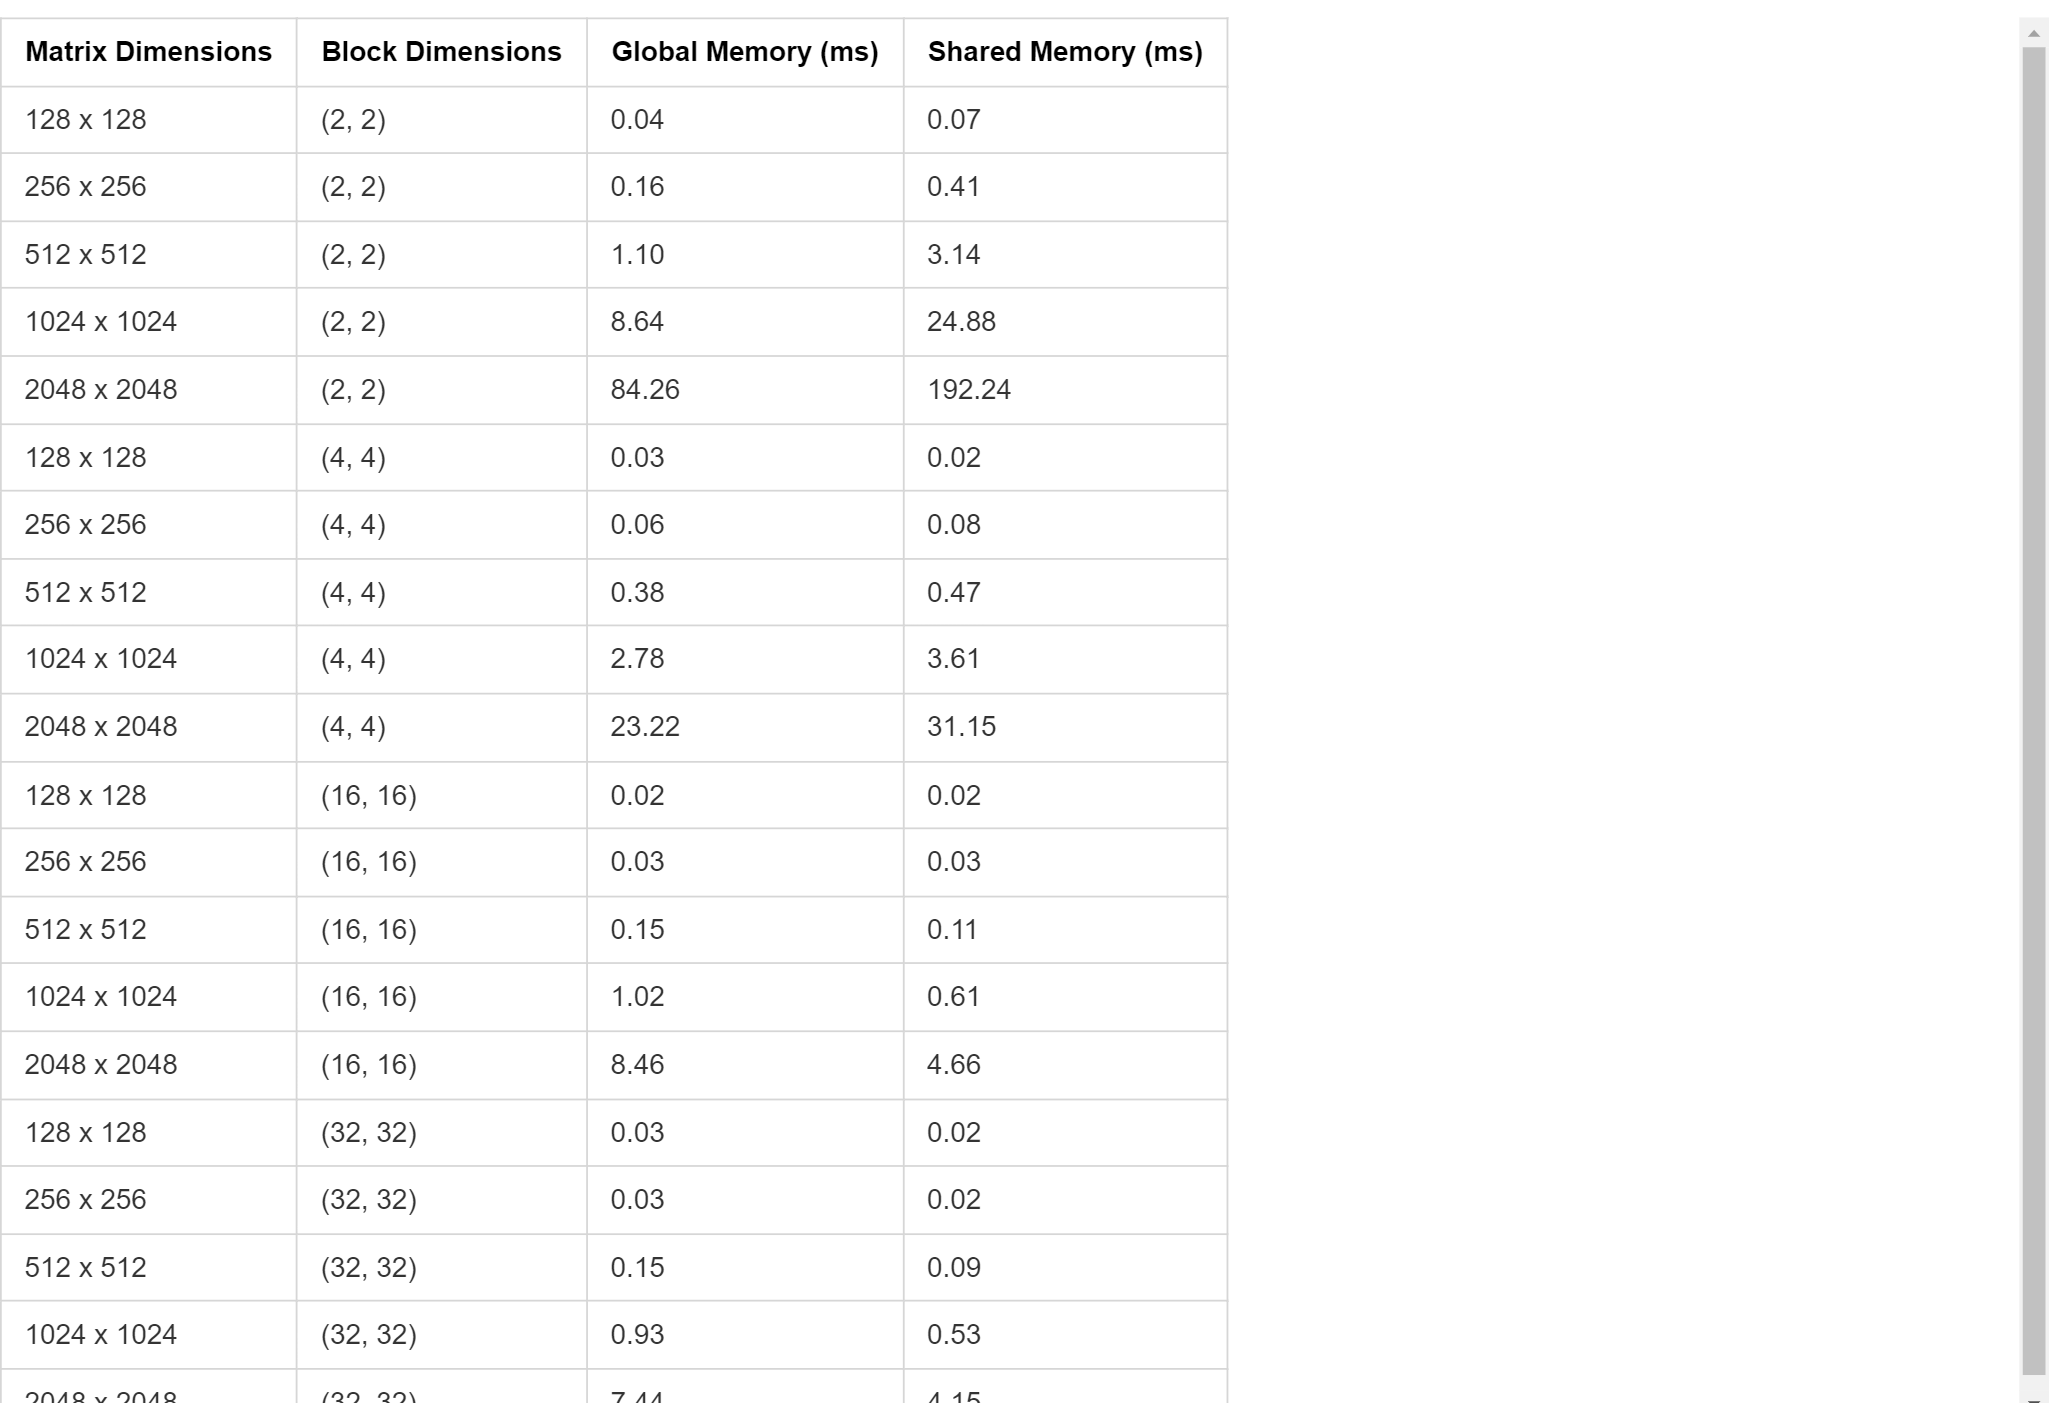 Matrix Dimensions Block Dimensions Global Memory (ms) Shared Memory (ms)
128 x 128 (2, 2) 0.04 0.07
256 x 256 (2, 2) 0.16 0.41
512 x 512 (2, 2) 1.10 3.14
1024 x 1024 (2, 2) 8.64 24.88
2048 x 2048 (2, 2) 84.26 192.24
128 x 128 (4, 4) 0.03 0.02
256 x 256 (4, 4) 0.06 0.08
512 x 512 (4, 4) 0.38 0.47
1024 x 1024 (4, 4) 2.78 3.61
2048 x 2048 (4, 4) 23.22 31.15
128 x 128 (16, 16) 0.02 0.02
256 x 256 (16, 16) 0.03 0.03
512 x 512 (16, 16) 0.15 0.11
1024 x 1024 (16, 16) 1.02 0.61
2048 x 2048 (16, 16) 8.46 4.66
128 x 128 (32, 32) 0.03 0.02
256 x 256 (32, 32) 0.03 0.02
512 x 512 (32, 32) 0.15 0.09
1024 x 1024 (32, 32) 0.93 0.53
2048 x 2048 (32, 32) 7.44 4.15